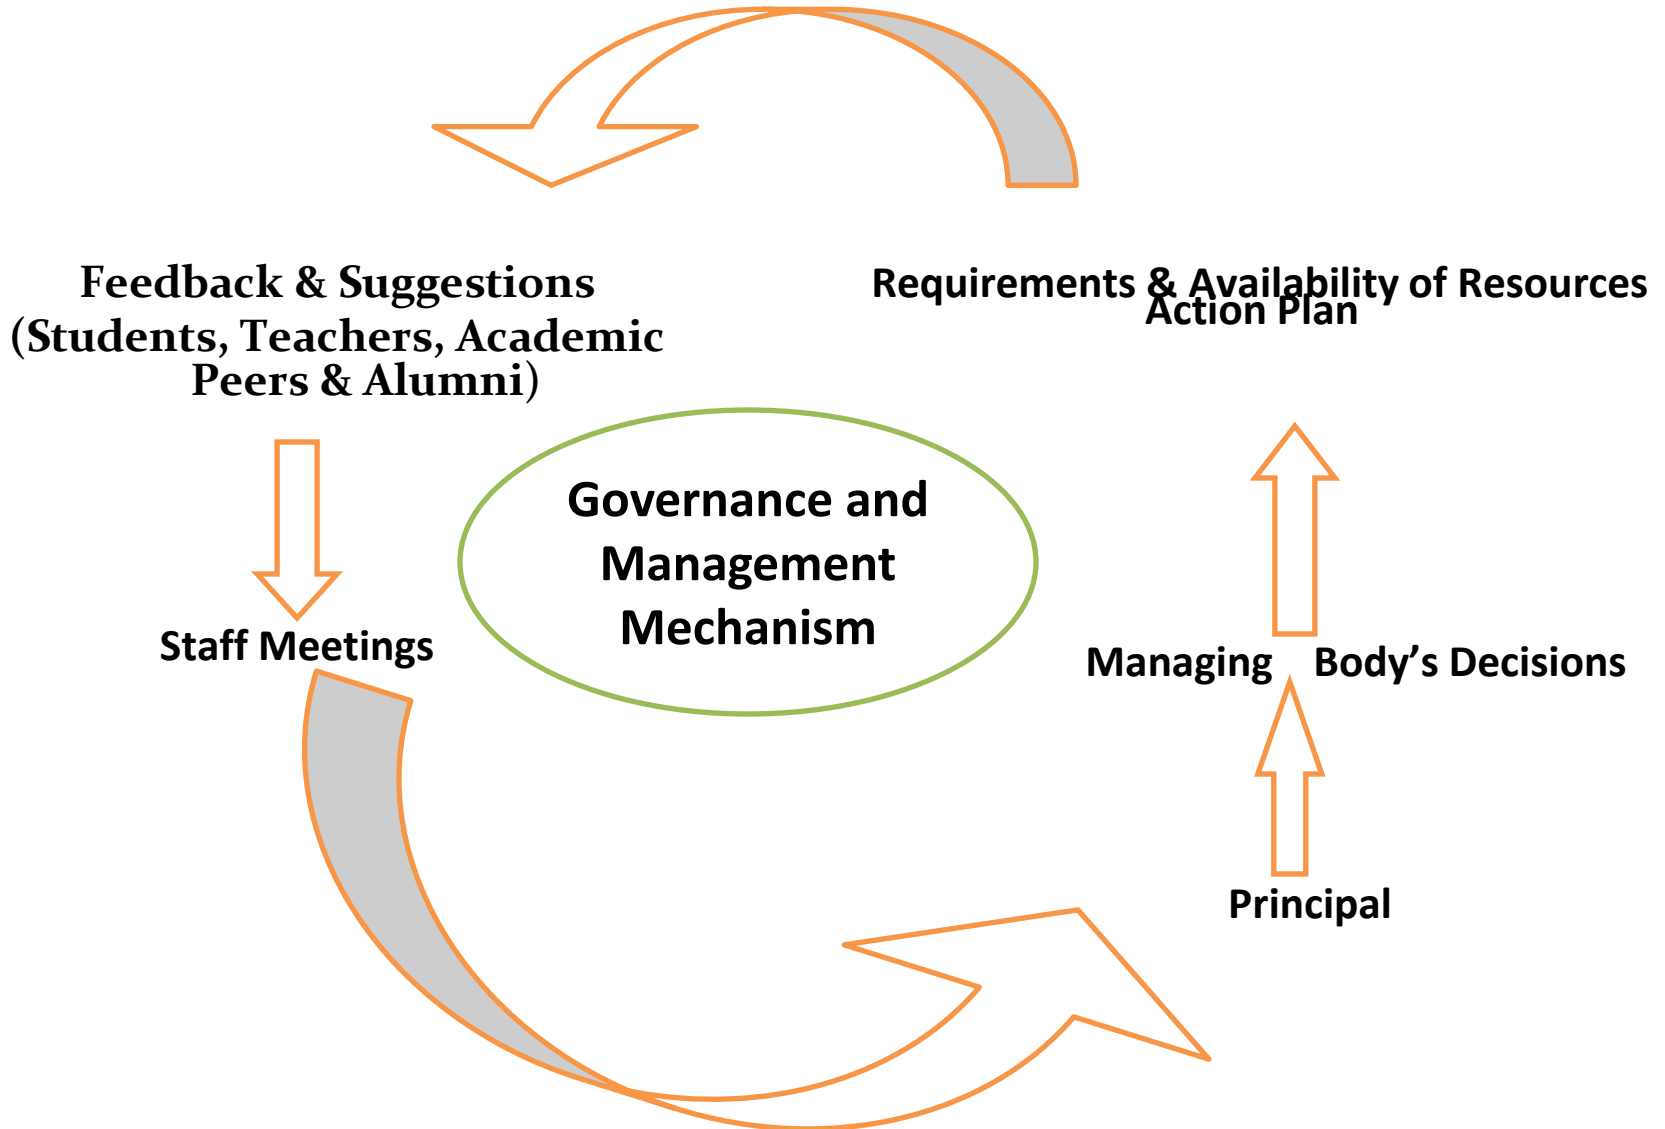 Feedback & Suggestions
(Students, Teachers, Academic
Peers & Alumni)
Requirements & Availability of Resources
Action Plan
Governance and
Management
Mechanism
Staff Meetings
Managing Body’s Decisions
Principal